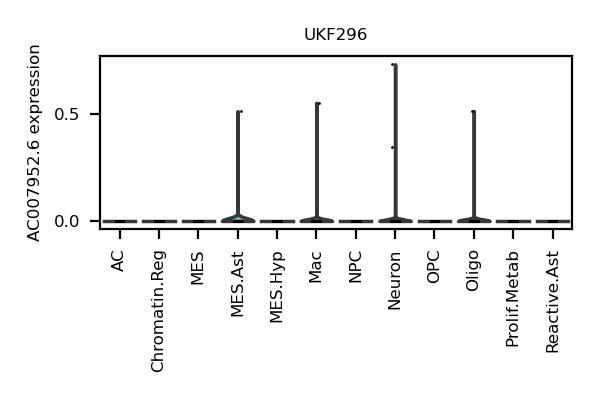 UKF296
AC007952.6 expression
0.5
0.0
AC
Chromatin.Reg
MES
MES.Ast
MES.Hyp
Mac
NPC
Neuron
OPC
Oligo
Prolif.Metab
Reactive.Ast